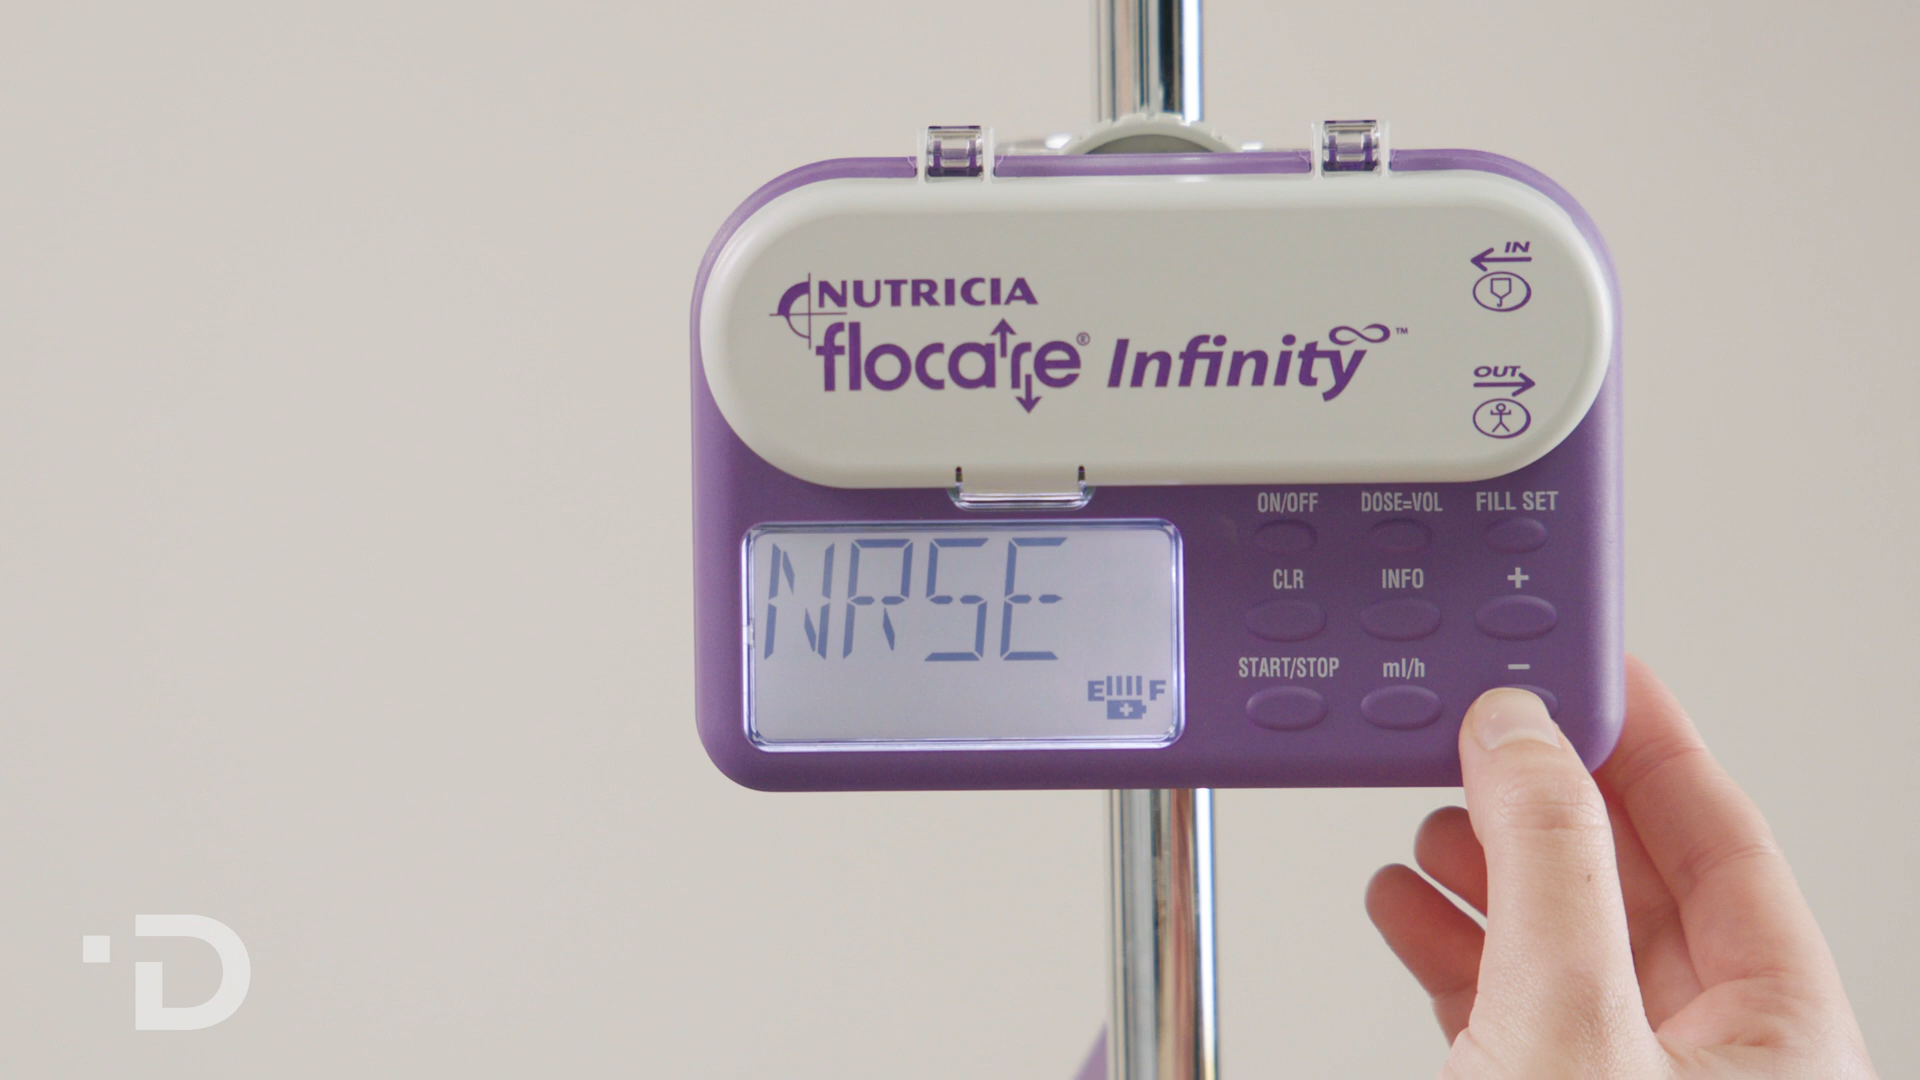 NUTRICIA
flocare® Infinity™
IN
OUT
ON/OFF DOSE=VOL FILL SET
CLR INFO +
START/STOP ml/h −
NRSE
E F
D